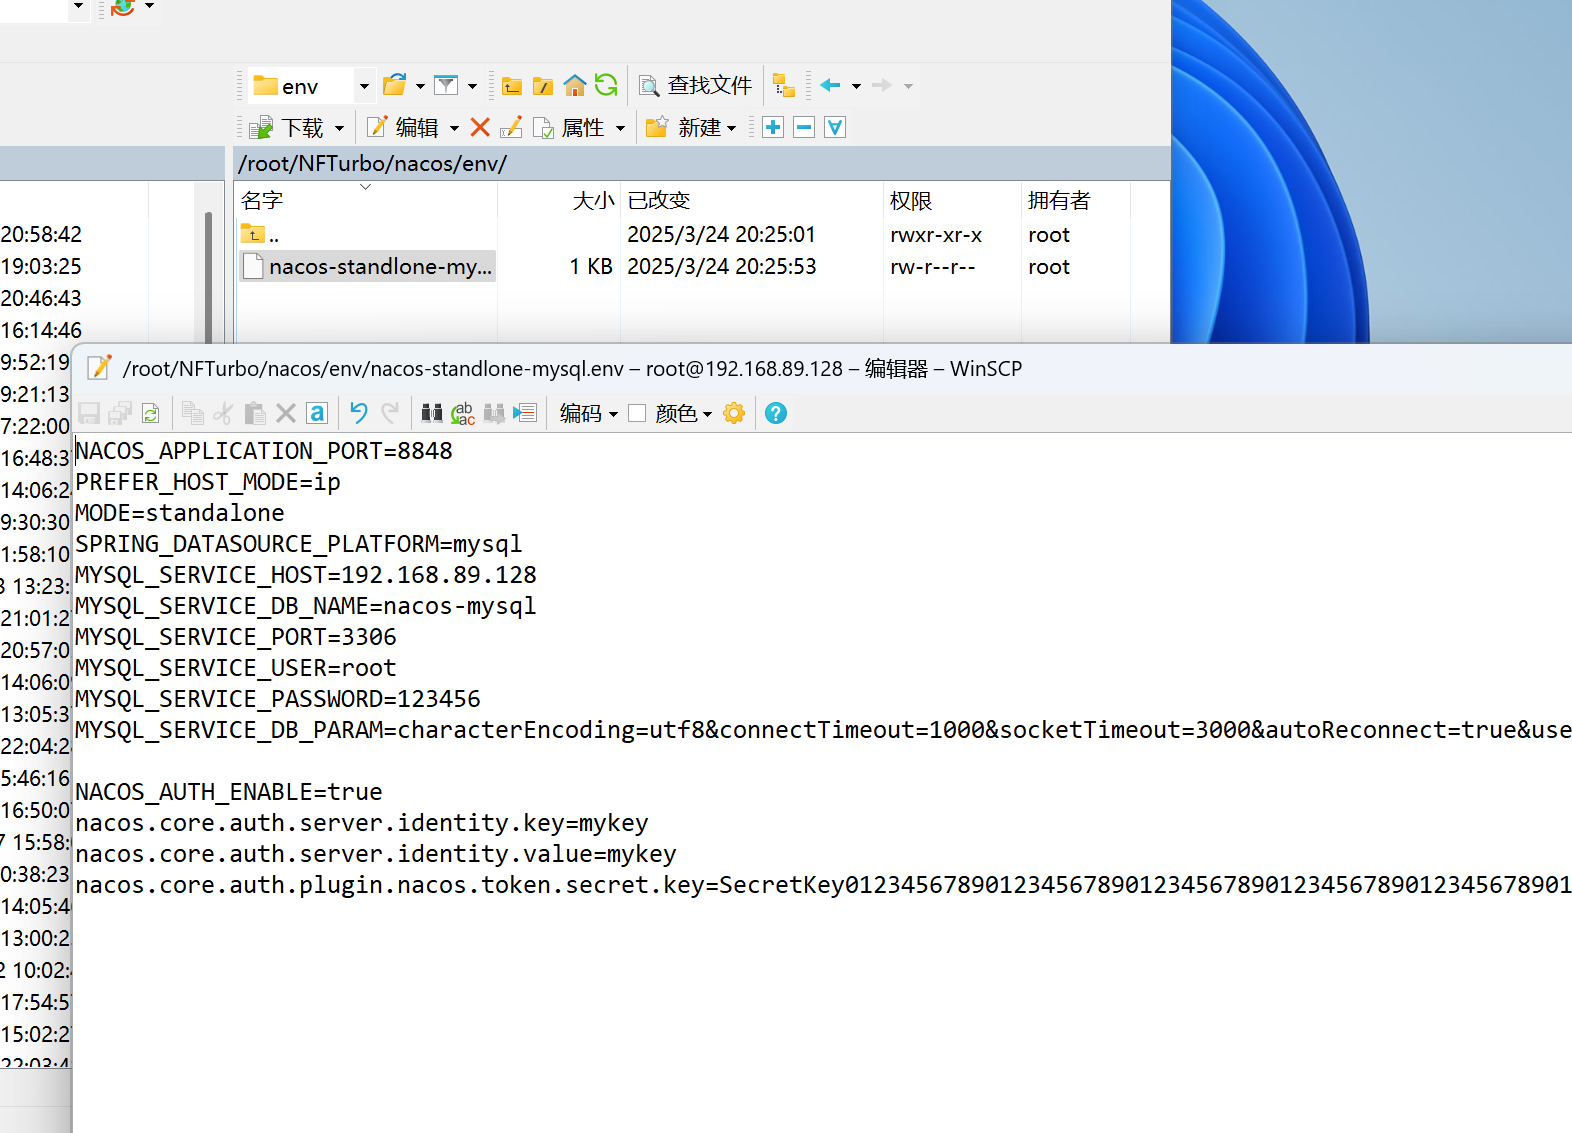 env
查找文件
下载
编辑
属性
新建
/root/NFTurbo/nacos/env/
名字 大小 已改变 权限 拥有者
.. 2025/3/24 20:25:01 rwxr-xr-x root
nacos-standlone-my... 1 KB 2025/3/24 20:25:53 rw-r--r-- root
20:58:42
19:03:25
20:46:43
16:14:46
9:52:19
9:21:13
7:22:00
16:48:3
14:06:2
9:30:30
1:58:10
13:23:
21:01:2
20:57:0
14:06:0
13:05:3
22:04:2
5:46:16
16:50:0
15:58:
0:38:23
14:05:4
13:00:2
10:02:
17:54:5
15:02:2
22:03:4
/root/NFTurbo/nacos/env/nacos-standlone-mysql.env – root@192.168.89.128 – 编辑器 – WinSCP
编码 颜色
NACOS_APPLICATION_PORT=8848
PREFER_HOST_MODE=ip
MODE=standalone
SPRING_DATASOURCE_PLATFORM=mysql
MYSQL_SERVICE_HOST=192.168.89.128
MYSQL_SERVICE_DB_NAME=nacos-mysql
MYSQL_SERVICE_PORT=3306
MYSQL_SERVICE_USER=root
MYSQL_SERVICE_PASSWORD=123456
MYSQL_SERVICE_DB_PARAM=characterEncoding=utf8&connectTimeout=1000&socketTimeout=3000&autoReconnect=true&use
NACOS_AUTH_ENABLE=true
nacos.core.auth.server.identity.key=mykey
nacos.core.auth.server.identity.value=mykey
nacos.core.auth.plugin.nacos.token.secret.key=SecretKey0123456789012345678901234567890123456789012345678901